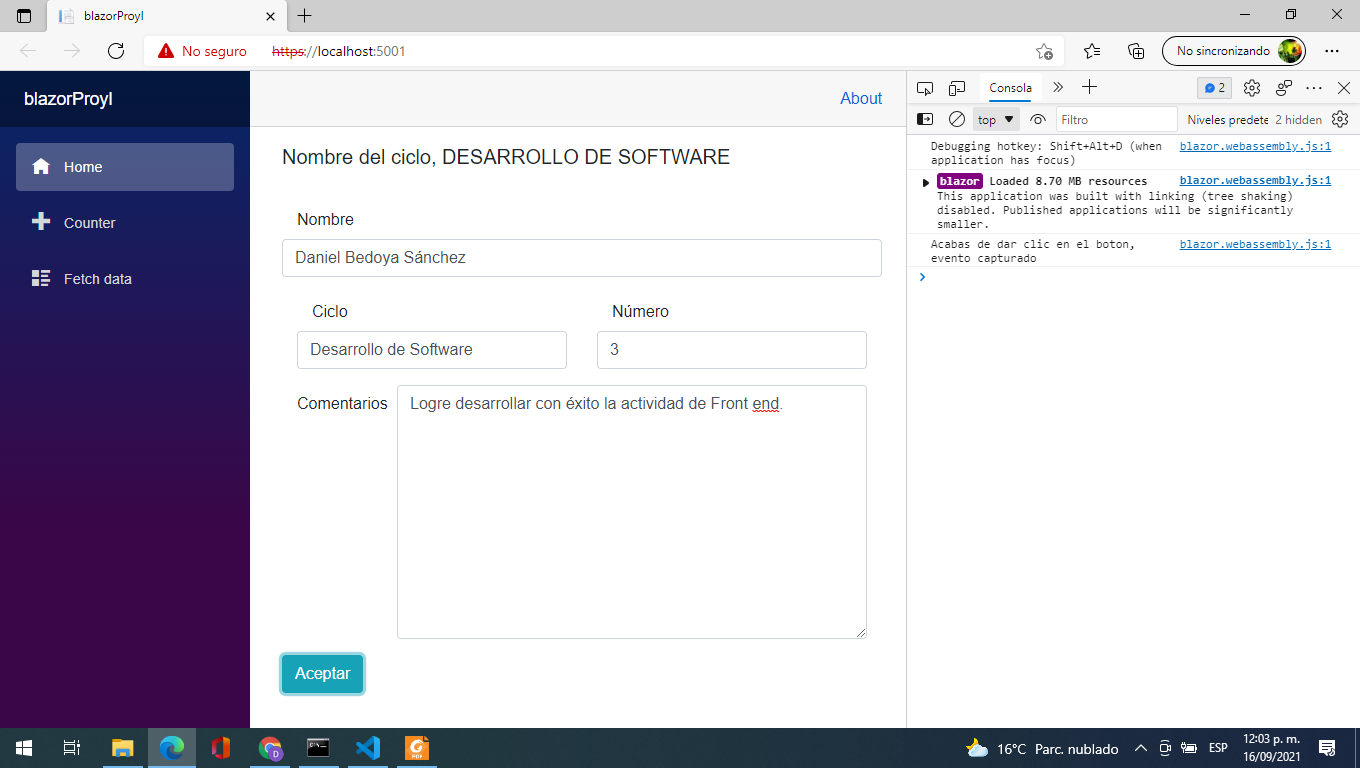 blazorProyI
No seguro
https://localhost:5001
No sincronizando
blazorProyI
About
Home
Counter
Fetch data
Nombre del ciclo, DESARROLLO DE SOFTWARE
Nombre
Daniel Bedoya Sánchez
Ciclo
Número
Desarrollo de Software
3
Comentarios
Logre desarrollar con éxito la actividad de Front end.
Aceptar
Consola
2
top
Filtro
Niveles predete
2 hidden
Debugging hotkey: Shift+Alt+D (when
application has focus)
blazor.webassembly.js:1
blazor Loaded 8.70 MB resources
blazor.webassembly.js:1
This application was built with linking (tree shaking)
disabled. Published applications will be significantly
smaller.
Acabas de dar clic en el boton,
evento capturado
blazor.webassembly.js:1
16°C Parc. nublado
ESP
12:03 p. m.
16/09/2021